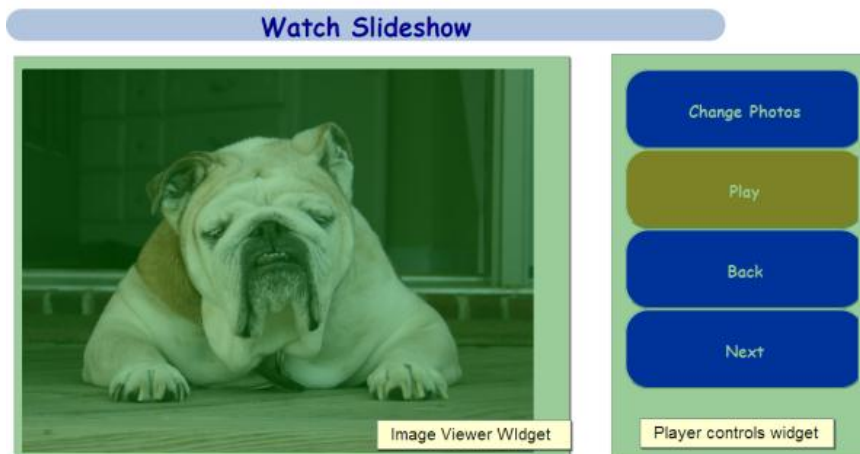 Watch Slideshow
Change Photos
Play
Back
Next
Image Viewer WIdget
Player controls widget